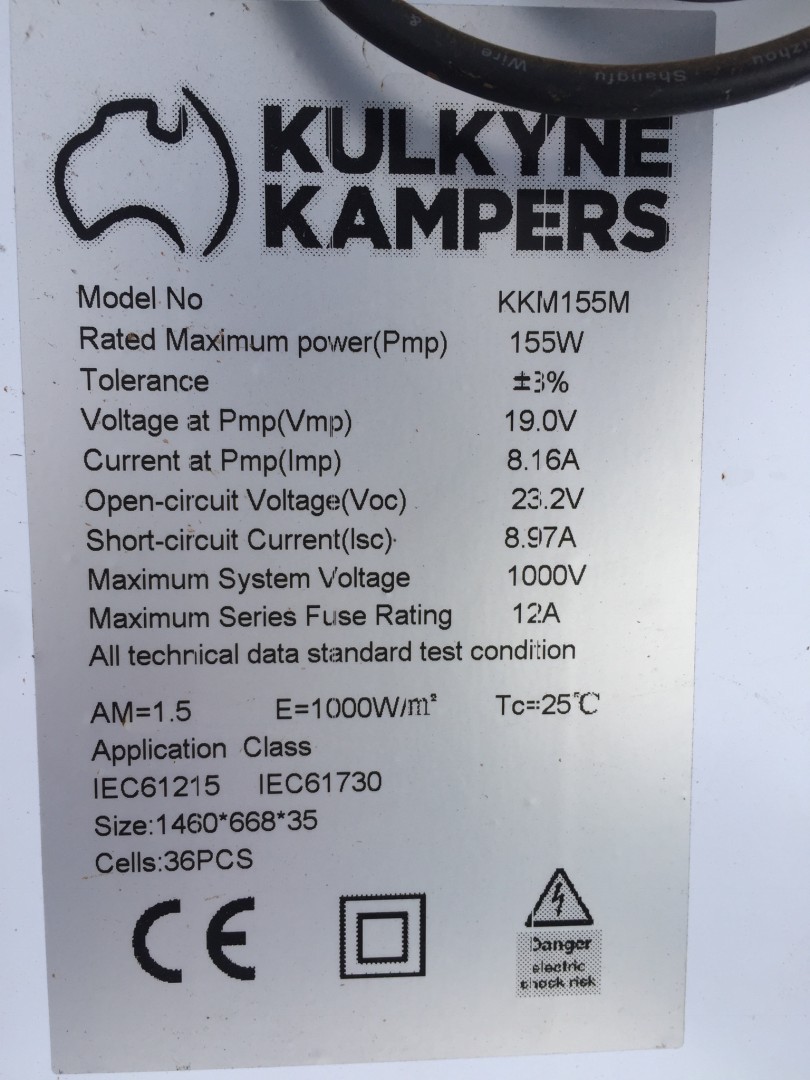 Wire & Shangfu
KULKYNE
KAMPERS
Model No KKM155M
Rated Maximum power(Pmp) 155W
Tolerance ±3%
Voltage at Pmp(Vmp) 19.0V
Current at Pmp(Imp) 8.16A
Open-circuit Voltage(Voc) 23.2V
Short-circuit Current(Isc) 8.97A
Maximum System Voltage 1000V
Maximum Series Fuse Rating 12A
All technical data standard test condition
AM=1.5 E=1000W/m² Tc=25℃
Application Class
IEC61215 IEC61730
Size:1460*668*35
Cells:36PCS
CE
Danger
electric
shock risk